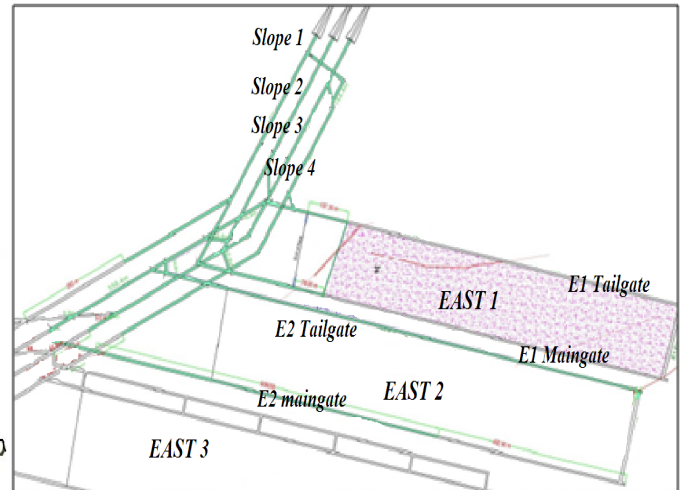 Slope 1
Slope 2
Slope 3
Slope 4
E1 Tailgate
EAST 1
E2 Tailgate
E1 Maingate
EAST 2
E2 maingate
EAST 3